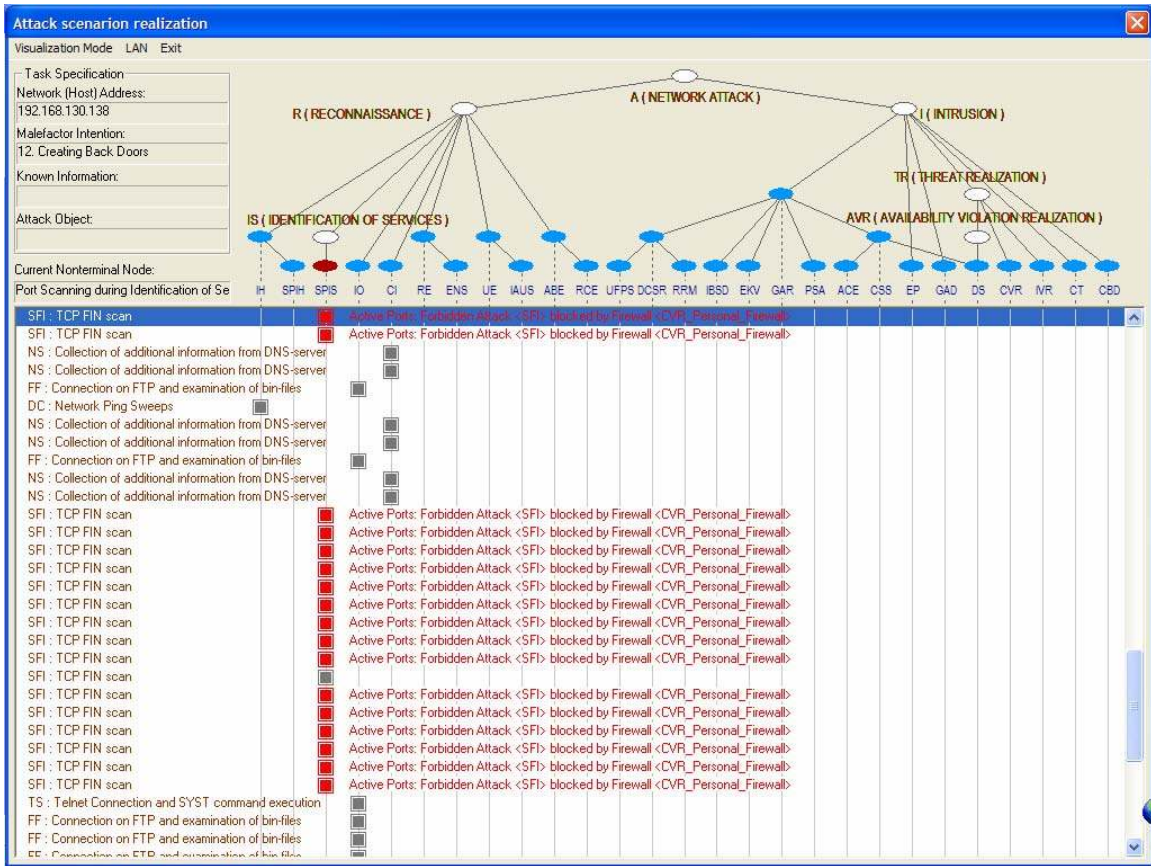 Attack scenarion realization
Visualization Mode LAN Exit
Task Specification
Network (Host) Address:
192.168.130.138
Malefactor Intention:
12. Creating Back Doors
Known Information:
Attack Object:
Current Nonterminal Node:
Port Scanning during Identification of Se
A ( NETWORK ATTACK )
R ( RECONNAISSANCE )
I ( INTRUSION )
TR ( THREAT REALIZATION )
IS ( IDENTIFICATION OF SERVICES )
AVR ( AVAILABILITY VIOLATION REALIZATION )
IH SPIH SPIS IO CI RE ENS UE IAUS ABE RCE UFPS DCSR RRM IBSD EKV GAR PSA ACE CSS EP GAD DS CVR IVR CT CBD
SFI : TCP FIN scan Active Ports: Forbidden Attack <SFI> blocked by Firewall <CVR_Personal_Firewall>
SFI : TCP FIN scan Active Ports: Forbidden Attack <SFI> blocked by Firewall <CVR_Personal_Firewall>
NS : Collection of additional information from DNS-server
NS : Collection of additional information from DNS-server
FF : Connection on FTP and examination of bin-files
DC : Network Ping Sweeps
NS : Collection of additional information from DNS-server
NS : Collection of additional information from DNS-server
FF : Connection on FTP and examination of bin-files
NS : Collection of additional information from DNS-server
NS : Collection of additional information from DNS-server
SFI : TCP FIN scan Active Ports: Forbidden Attack <SFI> blocked by Firewall <CVR_Personal_Firewall>
SFI : TCP FIN scan Active Ports: Forbidden Attack <SFI> blocked by Firewall <CVR_Personal_Firewall>
SFI : TCP FIN scan Active Ports: Forbidden Attack <SFI> blocked by Firewall <CVR_Personal_Firewall>
SFI : TCP FIN scan Active Ports: Forbidden Attack <SFI> blocked by Firewall <CVR_Personal_Firewall>
SFI : TCP FIN scan Active Ports: Forbidden Attack <SFI> blocked by Firewall <CVR_Personal_Firewall>
SFI : TCP FIN scan Active Ports: Forbidden Attack <SFI> blocked by Firewall <CVR_Personal_Firewall>
SFI : TCP FIN scan Active Ports: Forbidden Attack <SFI> blocked by Firewall <CVR_Personal_Firewall>
SFI : TCP FIN scan Active Ports: Forbidden Attack <SFI> blocked by Firewall <CVR_Personal_Firewall>
SFI : TCP FIN scan Active Ports: Forbidden Attack <SFI> blocked by Firewall <CVR_Personal_Firewall>
SFI : TCP FIN scan
SFI : TCP FIN scan Active Ports: Forbidden Attack <SFI> blocked by Firewall <CVR_Personal_Firewall>
SFI : TCP FIN scan Active Ports: Forbidden Attack <SFI> blocked by Firewall <CVR_Personal_Firewall>
SFI : TCP FIN scan Active Ports: Forbidden Attack <SFI> blocked by Firewall <CVR_Personal_Firewall>
SFI : TCP FIN scan Active Ports: Forbidden Attack <SFI> blocked by Firewall <CVR_Personal_Firewall>
SFI : TCP FIN scan Active Ports: Forbidden Attack <SFI> blocked by Firewall <CVR_Personal_Firewall>
SFI : TCP FIN scan Active Ports: Forbidden Attack <SFI> blocked by Firewall <CVR_Personal_Firewall>
TS : Telnet Connection and SYST command execution
FF : Connection on FTP and examination of bin-files
FF : Connection on FTP and examination of bin-files
FF : Connection on FTP and examination of bin-files